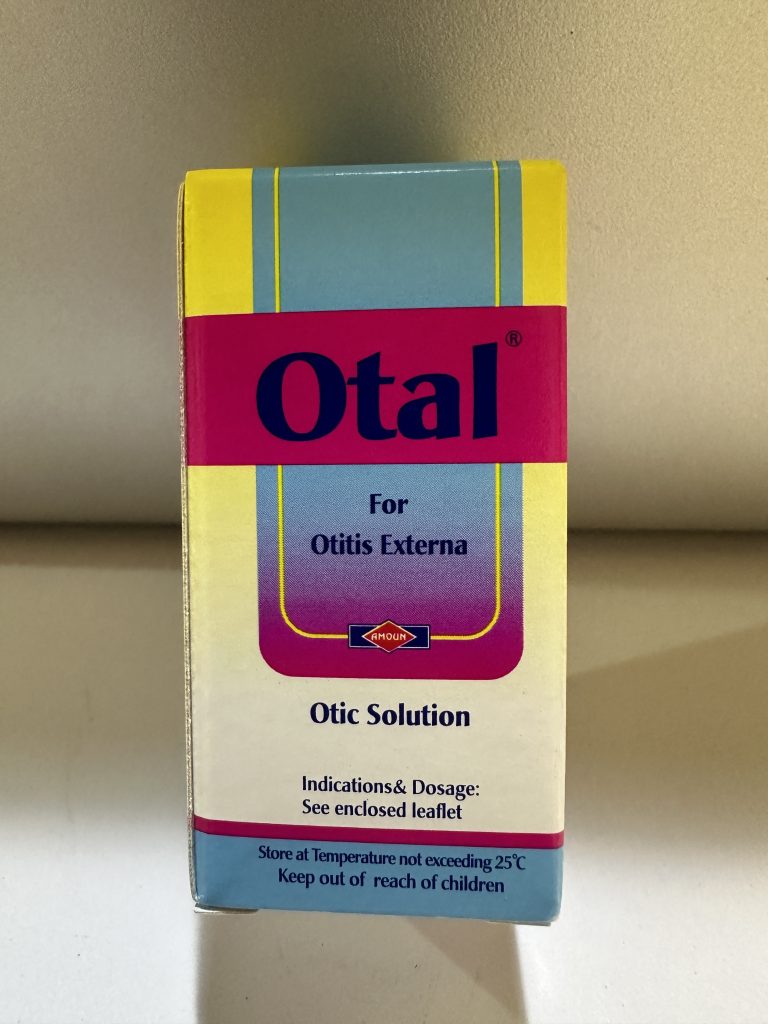 Otal®
For
Otitis Externa
AMOUN
Otic Solution
Indications& Dosage:
See enclosed leaflet
Store at Temperature not exceeding 25°C
Keep out of reach of children